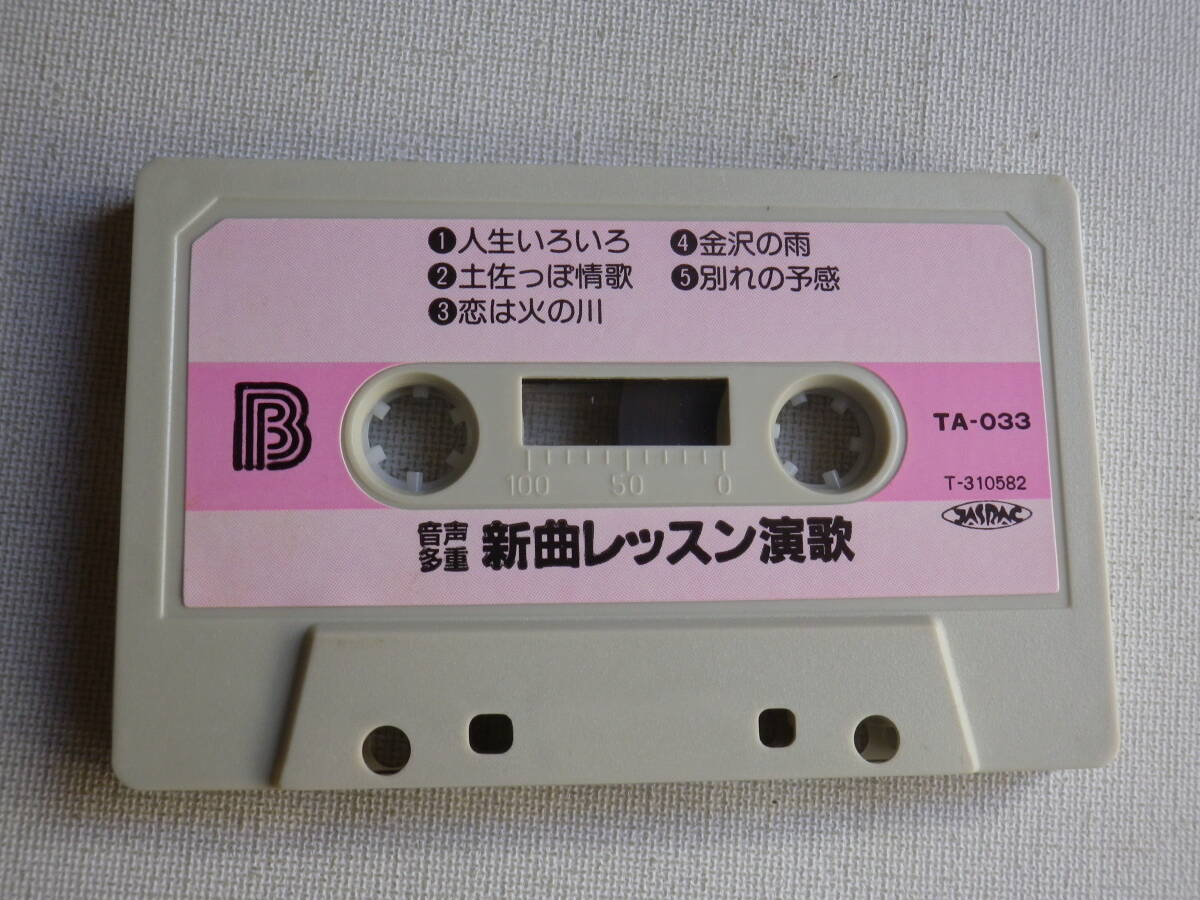 ❶人生いろいろ
❷土佐っぽ情歌
❸恋は火の川
❹金沢の雨
❺別れの予感
B
TA-033
100 50 0
T-310582
JASRAC
音声多重 新曲レッスン演歌